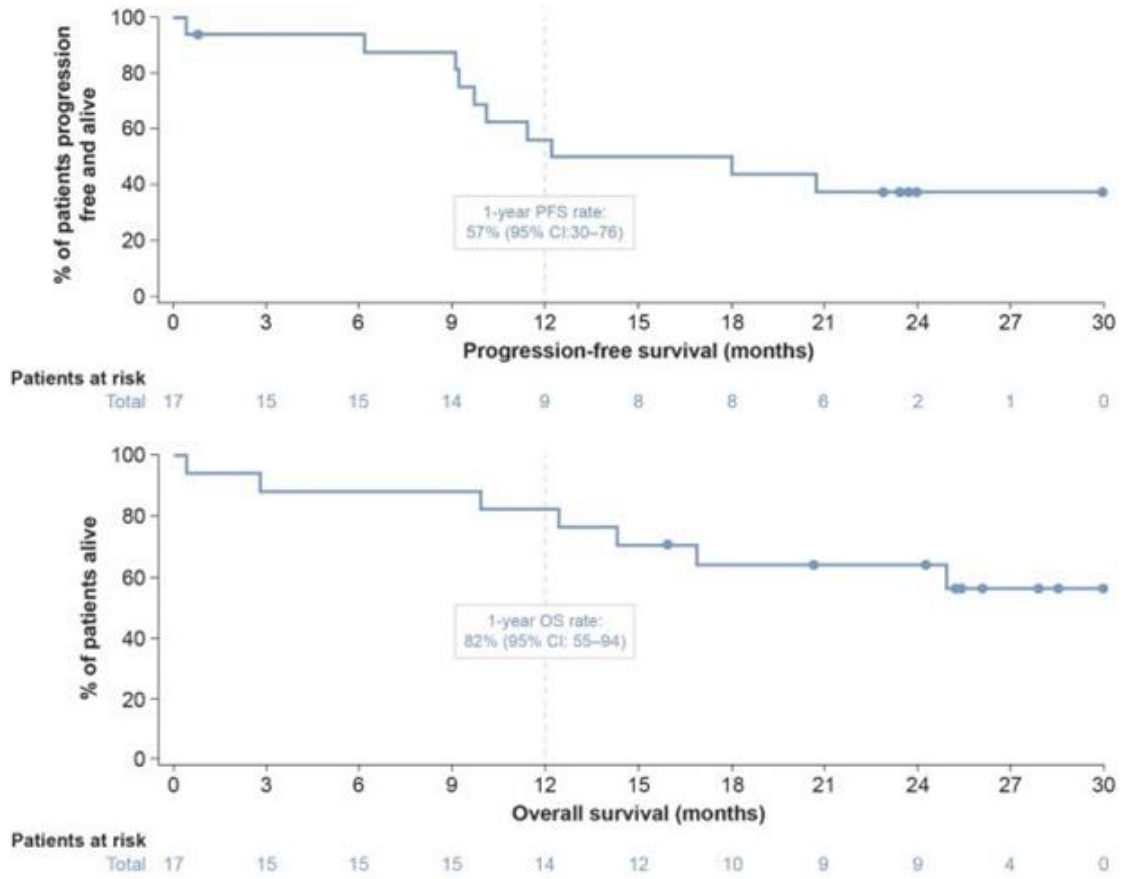 100
80
60
40
20
0
% of patients progression
free and alive
1-year PFS rate:
57% (95% CI:30–76)
0 3 6 9 12 15 18 21 24 27 30
Progression-free survival (months)
Patients at risk
Total 17 15 15 14 9 8 8 6 2 1 0
100
80
60
40
20
0
% of patients alive
1-year OS rate:
82% (95% CI: 55–94)
0 3 6 9 12 15 18 21 24 27 30
Overall survival (months)
Patients at risk
Total 17 15 15 15 14 12 10 9 9 4 0